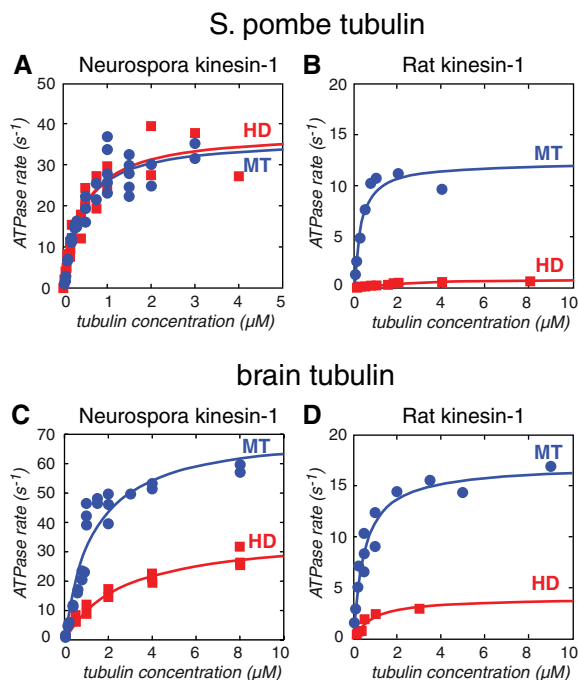 S. pombe tubulin
A
Neurospora kinesin-1
ATPase rate (s⁻¹)
50
40
30
20
10
0
HD
MT
0 1 2 3 4 5
tubulin concentration (µM)
B
Rat kinesin-1
ATPase rate (s⁻¹)
20
15
10
5
0
MT
HD
0 2 4 6 8 10
tubulin concentration (µM)
brain tubulin
C
Neurospora kinesin-1
ATPase rate (s⁻¹)
70
60
50
40
30
20
10
0
MT
HD
0 2 4 6 8 10
tubulin concentration (µM)
D
Rat kinesin-1
ATPase rate (s⁻¹)
20
15
10
5
0
MT
HD
0 2 4 6 8 10
tubulin concentration (µM)